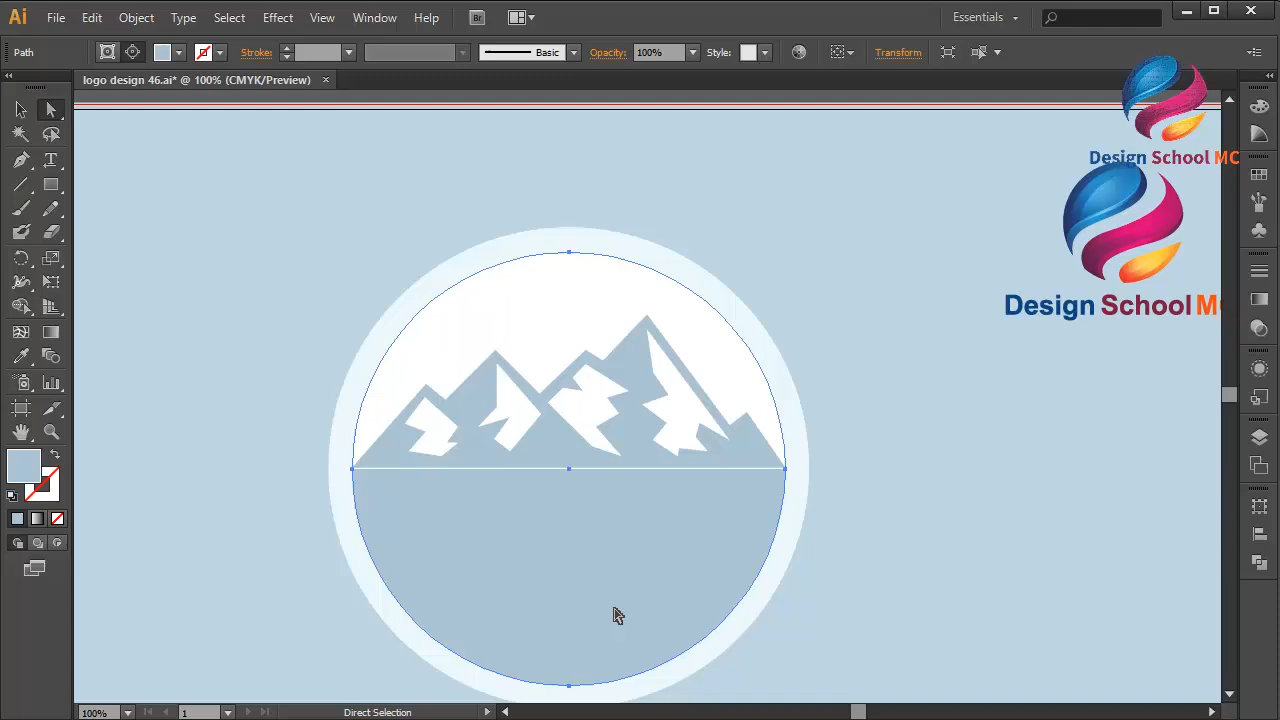 Ai File Edit Object Type Select Effect View Window Help Br Essentials
Path Stroke: Basic Opacity: 100% Style: Transform
logo design 46.ai* @ 100% (CMYK/Preview) ×
Design School MC
Design School M
100% 1 Direct Selection